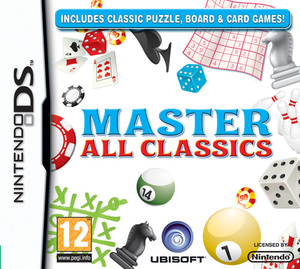 INCLUDES CLASSIC PUZZLE, BOARD & CARD GAMES!
NINTENDO DS
TM
MASTER
ALL CLASSICS
14
12
www.pegi.info
UBISOFT
1
LICENSED BY
Nintendo